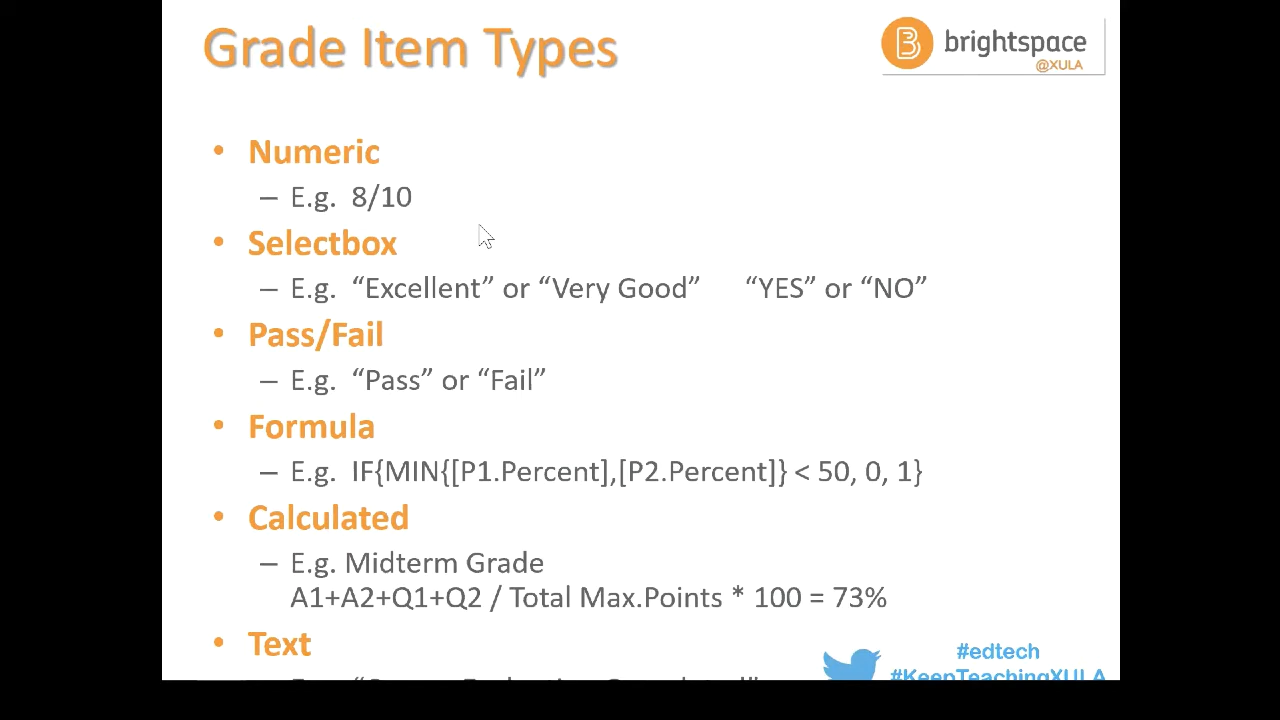 Grade Item Types
brightspace
@XULA
• Numeric
– E.g. 8/10
• Selectbox
– E.g. “Excellent” or “Very Good” “YES” or “NO”
• Pass/Fail
– E.g. “Pass” or “Fail”
• Formula
– E.g. IF{MIN{[P1.Percent],[P2.Percent]} < 50, 0, 1}
• Calculated
– E.g. Midterm Grade
A1+A2+Q1+Q2 / Total Max.Points * 100 = 73%
• Text
#edtech
#KeepTeachingXULA